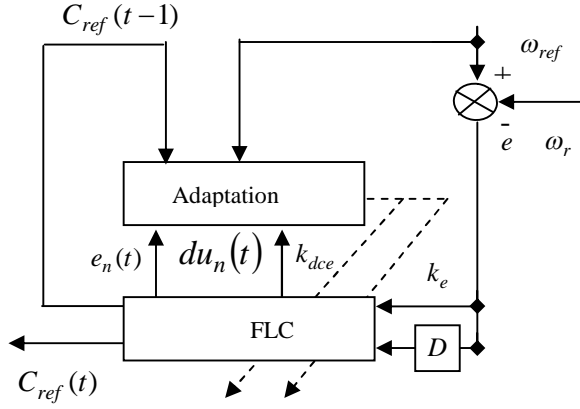 C_ref(t−1)
ω_ref
+
-
e
ω_r
Adaptation
e_n(t)
du_n(t)
k_dce
k_e
FLC
D
C_ref(t)